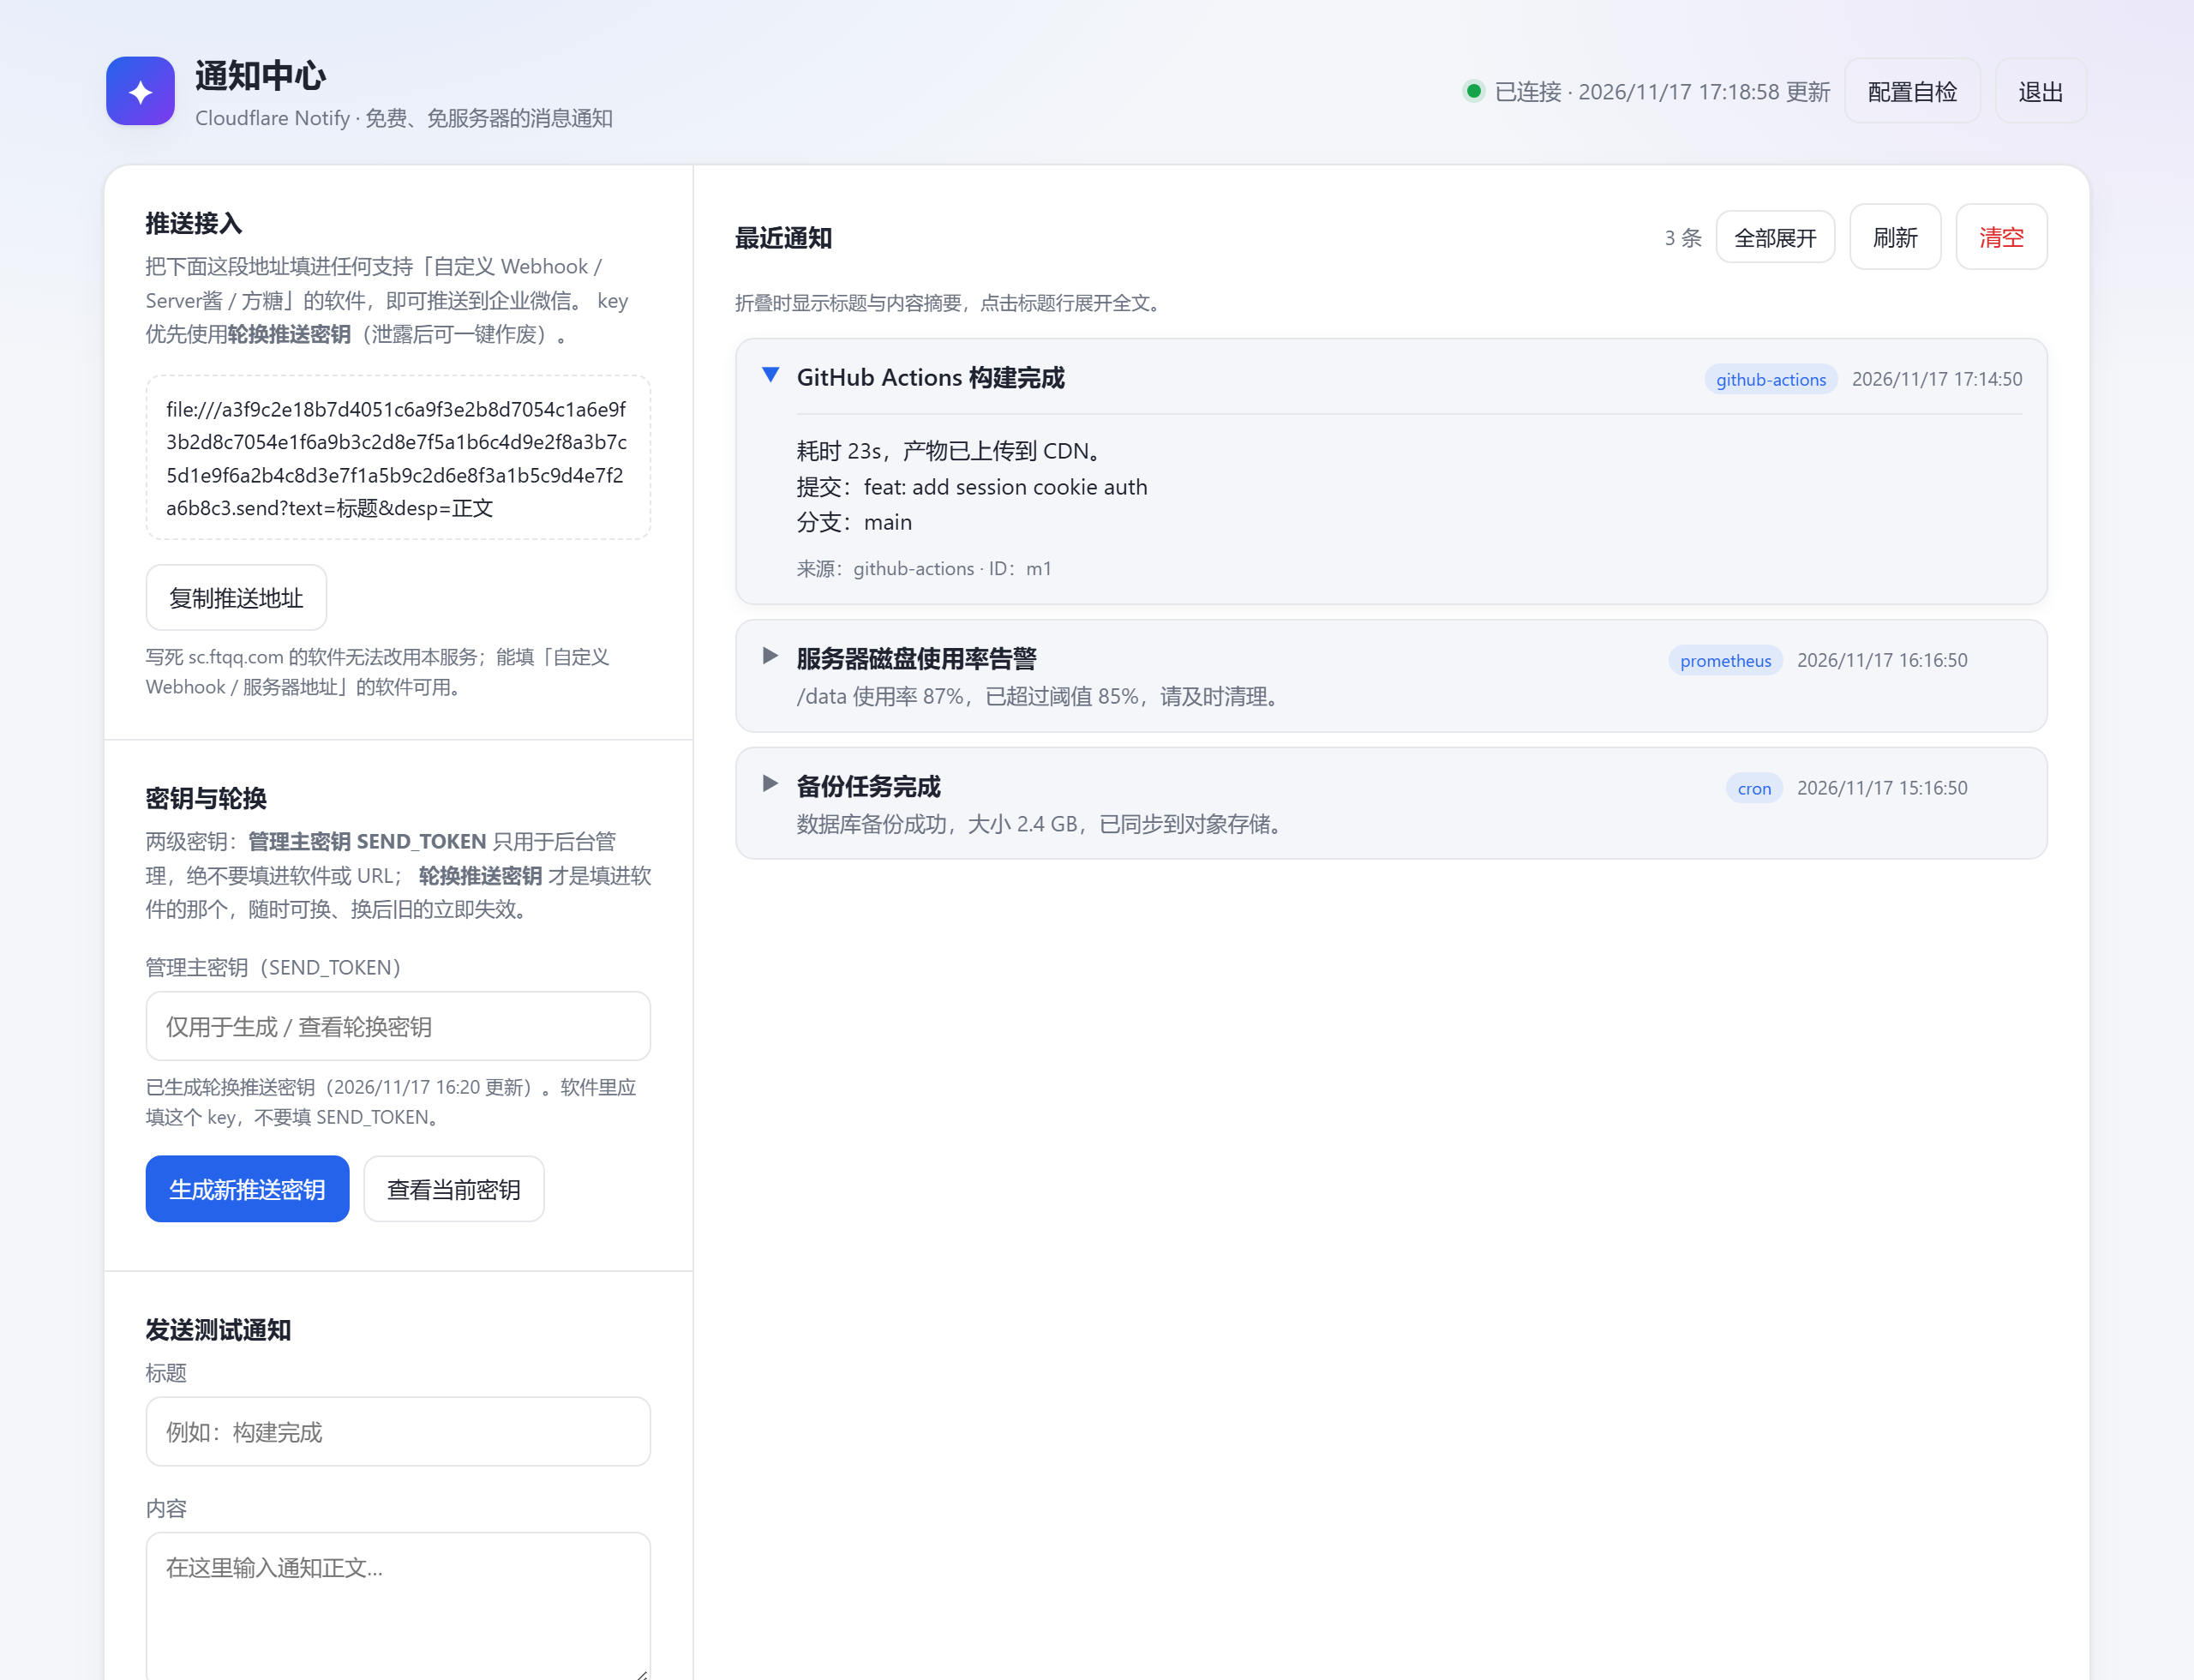 通知中心
Cloudflare Notify · 免费、免服务器的消息通知
已连接 · 2026/11/17 17:18:58 更新
配置自检
退出
推送接入
把下面这段地址填进任何支持「自定义 Webhook /
Server酱 / 方糖」的软件，即可推送到企业微信。 key
优先使用轮换推送密钥（泄露后可一键作废）。
file:///a3f9c2e18b7d4051c6a9f3e2b8d7054c1a6e9f
3b2d8c7054e1f6a9b3c2d8e7f5a1b6c4d9e2f8a3b7c
5d1e9f6a2b4c8d3e7f1a5b9c2d6e8f3a1b5c9d4e7f2
a6b8c3.send?text=标题&desp=正文
复制推送地址
写死 sc.ftqq.com 的软件无法改用本服务；能填「自定义
Webhook / 服务器地址」的软件可用。
密钥与轮换
两级密钥：管理主密钥 SEND_TOKEN 只用于后台管
理，绝不要填进软件或 URL； 轮换推送密钥 才是填进软
件的那个，随时可换、换后旧的立即失效。
管理主密钥（SEND_TOKEN）
仅用于生成 / 查看轮换密钥
已生成轮换推送密钥（2026/11/17 16:20 更新）。软件里应
填这个 key，不要填 SEND_TOKEN。
生成新推送密钥
查看当前密钥
发送测试通知
标题
例如：构建完成
内容
在这里输入通知正文...
最近通知
3 条
全部展开
刷新
清空
折叠时显示标题与内容摘要，点击标题行展开全文。
GitHub Actions 构建完成
github-actions
2026/11/17 17:14:50
耗时 23s，产物已上传到 CDN。
提交：feat: add session cookie auth
分支：main
来源：github-actions · ID：m1
服务器磁盘使用率告警
prometheus
2026/11/17 16:16:50
/data 使用率 87%，已超过阈值 85%，请及时清理。
备份任务完成
cron
2026/11/17 15:16:50
数据库备份成功，大小 2.4 GB，已同步到对象存储。